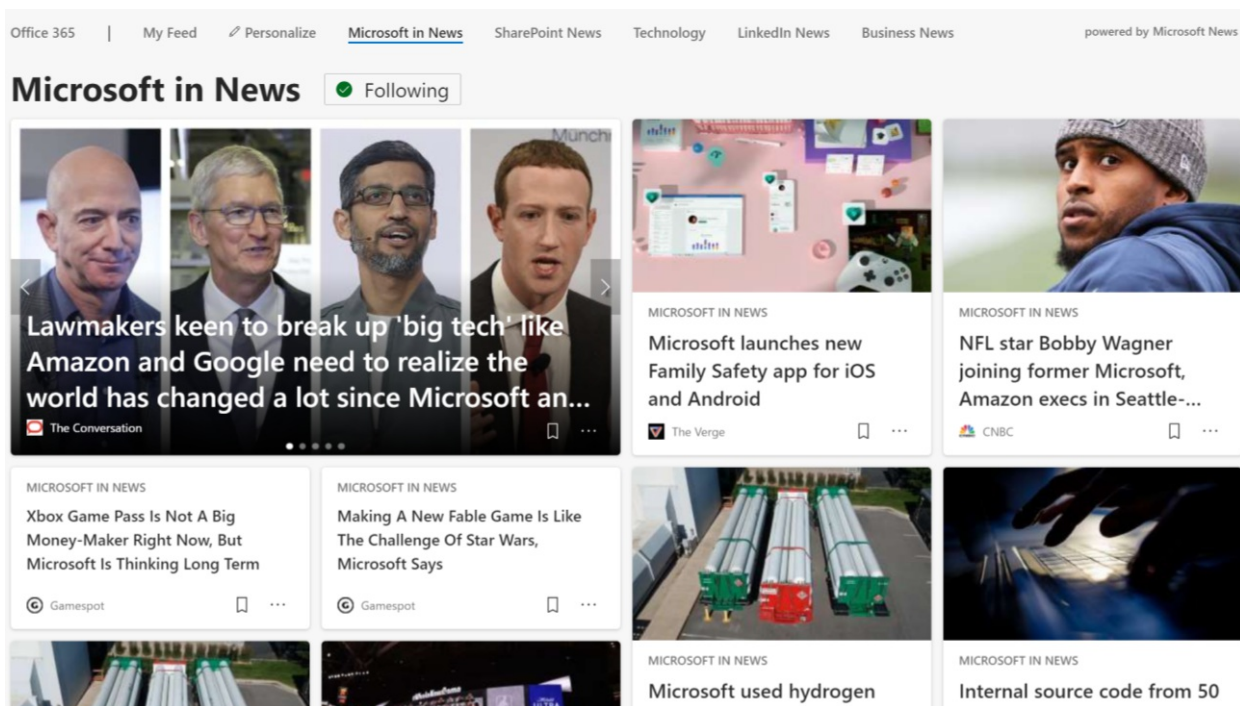 Office 365 | My Feed Personalize Microsoft in News SharePoint News Technology LinkedIn News Business News powered by Microsoft News
Microsoft in News Following
Münch
Lawmakers keen to break up 'big tech' like
Amazon and Google need to realize the
world has changed a lot since Microsoft an...
The Conversation
MICROSOFT IN NEWS
Microsoft launches new
Family Safety app for iOS
and Android
The Verge
MICROSOFT IN NEWS
NFL star Bobby Wagner
joining former Microsoft,
Amazon execs in Seattle-...
CNBC
MICROSOFT IN NEWS
Xbox Game Pass Is Not A Big
Money-Maker Right Now, But
Microsoft Is Thinking Long Term
Gamespot
MICROSOFT IN NEWS
Making A New Fable Game Is Like
The Challenge Of Star Wars,
Microsoft Says
Gamespot
MICROSOFT IN NEWS
Microsoft used hydrogen
MICROSOFT IN NEWS
Internal source code from 50